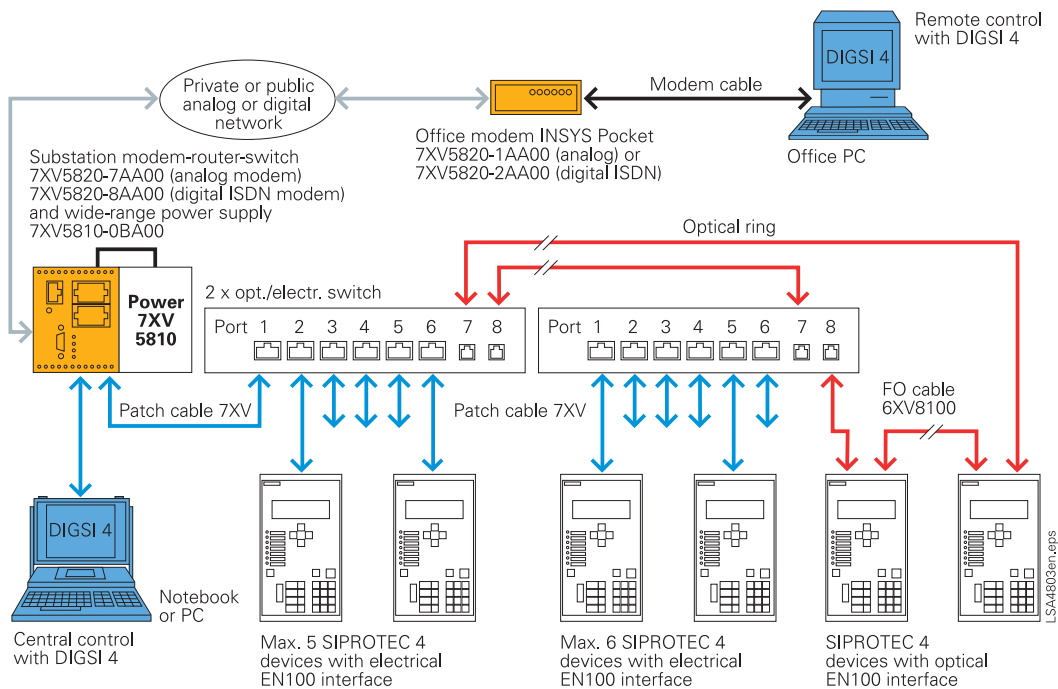 Remote control
with DIGSI 4
DIGSI 4
Private or public
analog or digital
network
Modem cable
Office modem INSYS Pocket
7XV5820-1AA00 (analog) or
7XV5820-2AA00 (digital ISDN)
Office PC
Substation modem-router-switch
7XV5820-7AA00 (analog modem)
7XV5820-8AA00 (digital ISDN modem)
and wide-range power supply
7XV5810-0BA00
Optical ring
Power
7XV
5810
2 x opt./electr. switch
Port 1 2 3 4 5 6 7 8
Port 1 2 3 4 5 6 7 8
Patch cable 7XV
Patch cable 7XV
FO cable
6XV8100
DIGSI 4
Notebook
or PC
Central control
with DIGSI 4
Max. 5 SIPROTEC 4
devices with electrical
EN100 interface
Max. 6 SIPROTEC 4
devices with electrical
EN100 interface
SIPROTEC 4
devices with optical
EN100 interface
LSA4803en.eps